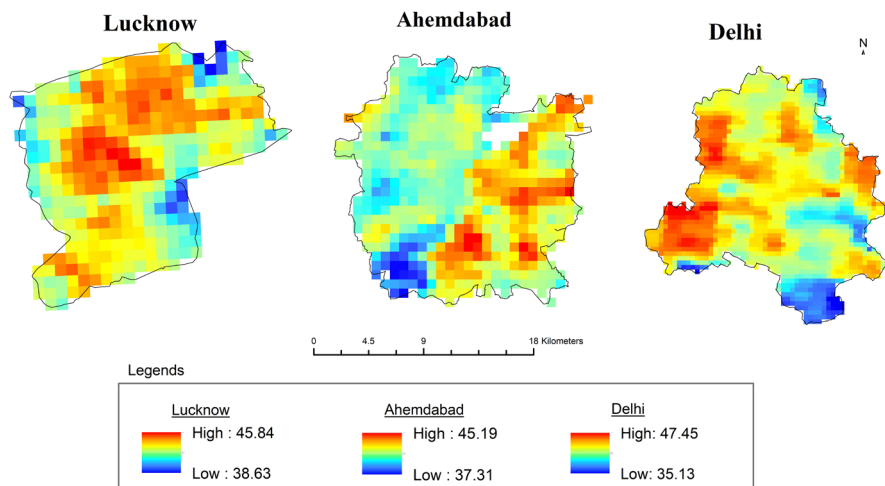 Lucknow
Ahemdabad
Delhi
N
0 4.5 9 18 Kilometers
Legends
Lucknow
High : 45.84
Low : 38.63
Ahemdabad
High : 45.19
Low : 37.31
Delhi
High: 47.45
Low: 35.13